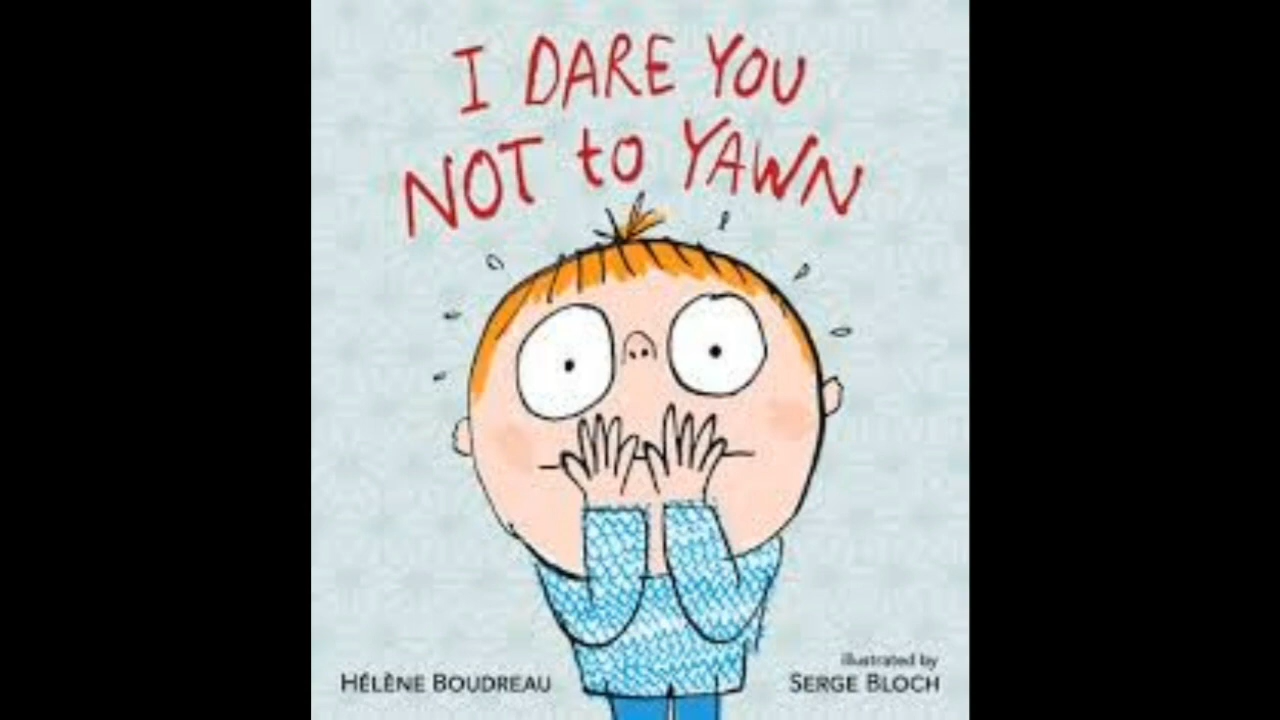 I DARE YOU
NOT to YAWN
illustrated by
HÉLÈNE BOUDREAU
SERGE BLOCH